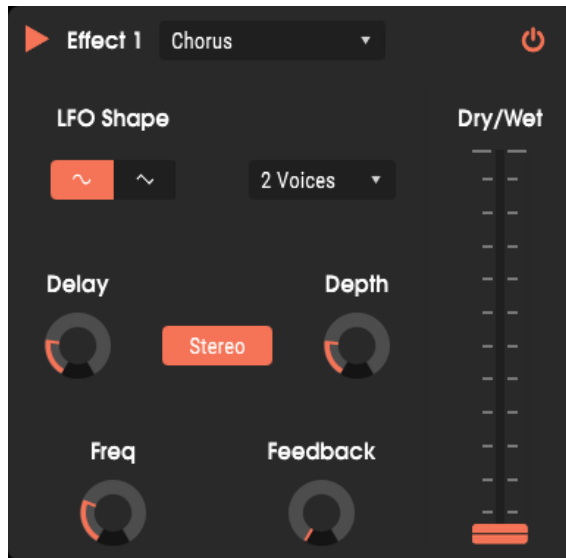 Effect 1 Chorus
LFO Shape
Dry/Wet
2 Voices
Delay
Depth
Stereo
Freq
Feedback